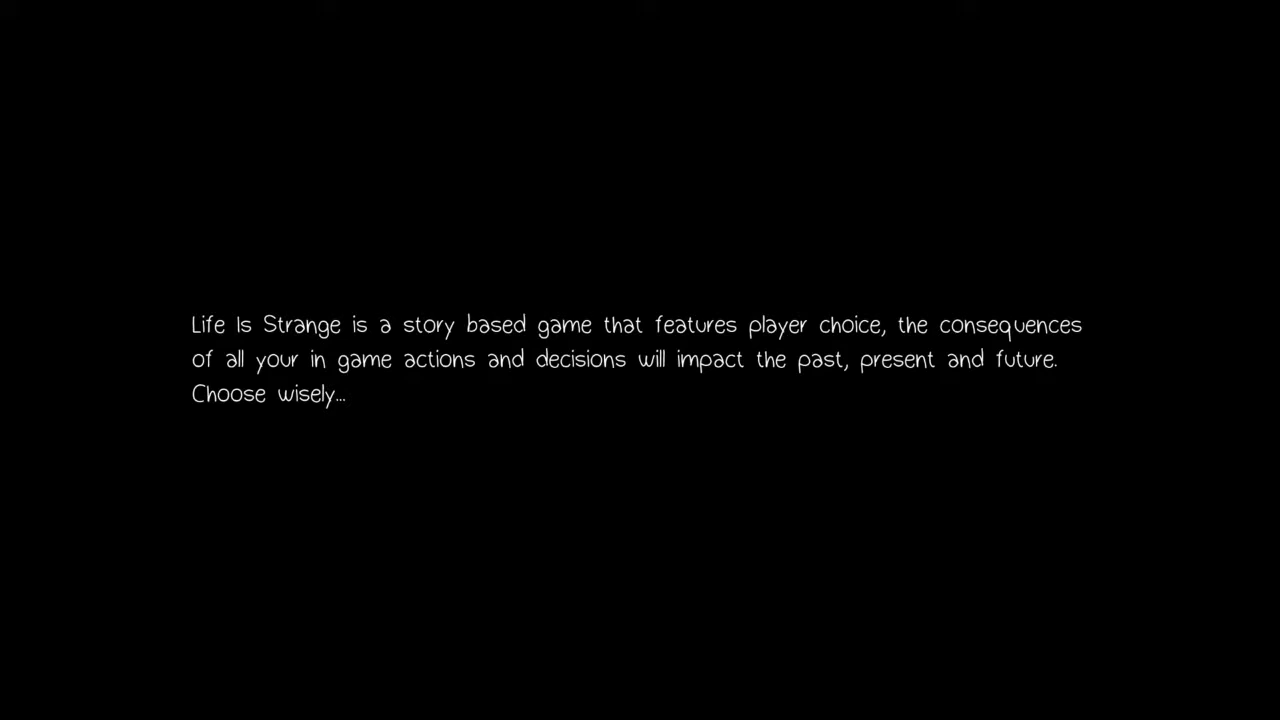 Life Is Strange is a story based game that features player choice, the consequences
of all your in game actions and decisions will impact the past, present and future.
Choose wisely...